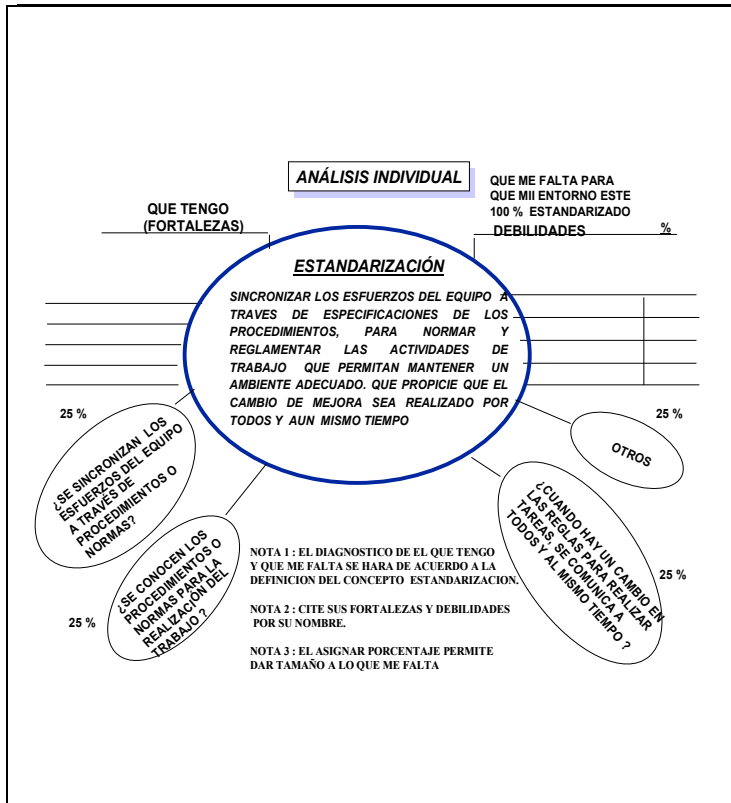 ANÁLISIS INDIVIDUAL
QUE TENGO
(FORTALEZAS)
QUE ME FALTA PARA
QUE MII ENTORNO ESTE
100 % ESTANDARIZADO
DEBILIDADES %
ESTANDARIZACIÓN
SINCRONIZAR LOS ESFUERZOS DEL EQUIPO A
TRAVES DE ESPECIFICACIONES DE LOS
PROCEDIMIENTOS, PARA NORMAR Y
REGLAMENTAR LAS ACTIVIDADES DE
TRABAJO QUE PERMITAN MANTENER UN
AMBIENTE ADECUADO. QUE PROPICIE QUE EL
CAMBIO DE MEJORA SEA REALIZADO POR
TODOS Y AUN MISMO TIEMPO
25 %
¿SE SINCRONIZAN LOS
ESFUERZOS DEL EQUIPO
A TRAVÉS DE
PROCEDIMIENTOS O
NORMAS?
25 %
OTROS
25 %
¿SE CONOCEN LOS
PROCEDIMIENTOS O
NORMAS PARA LA
REALIZACIÓN DEL
TRABAJO ?
¿CUANDO HAY UN CAMBIO EN
LAS REGLAS PARA REALIZAR
TAREAS, SE COMUNICA A
TODOS Y AL MISMO TIEMPO ?
25 %
NOTA 1 : EL DIAGNOSTICO DE EL QUE TENGO
Y QUE ME FALTA SE HARA DE ACUERDO A LA
DEFINICION DEL CONCEPTO ESTANDARIZACION.
NOTA 2 : CITE SUS FORTALEZAS Y DEBILIDADES
POR SU NOMBRE.
NOTA 3 : EL ASIGNAR PORCENTAJE PERMITE
DAR TAMAÑO A LO QUE ME FALTA